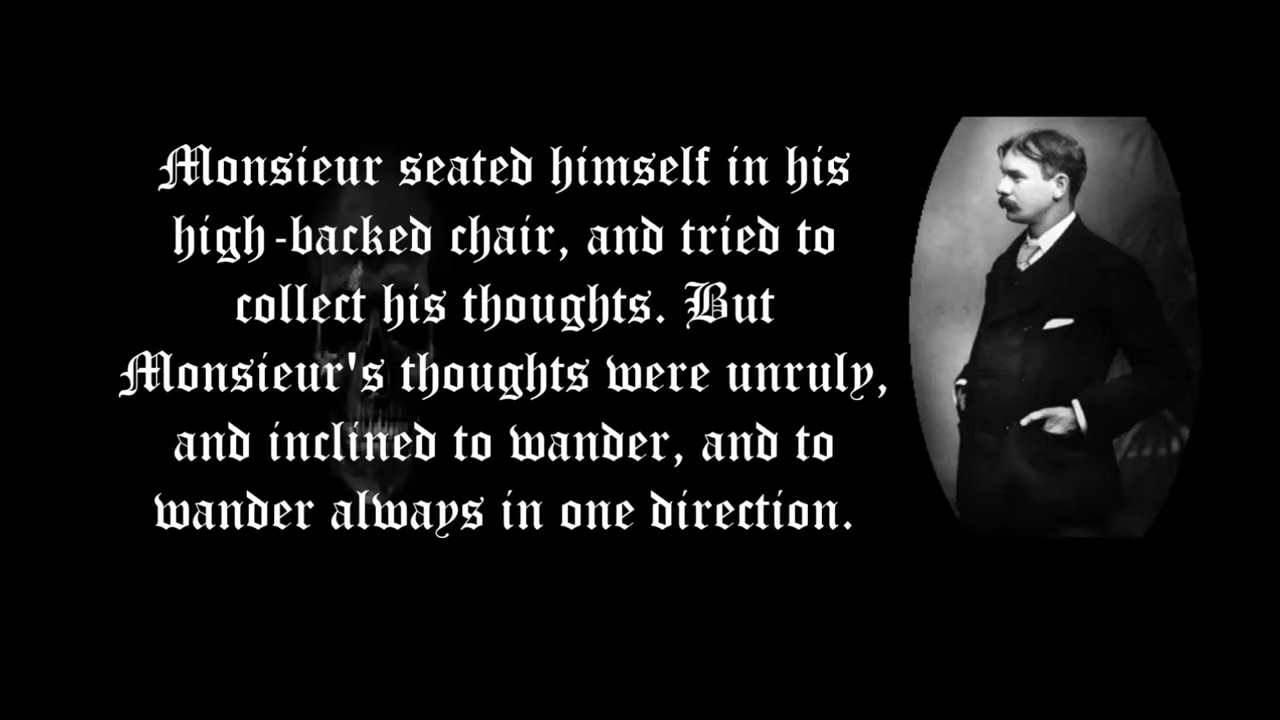 Monsieur seated himself in his
high-backed chair, and tried to
collect his thoughts. But
Monsieur's thoughts were unruly,
and inclined to wander, and to
wander always in one direction.